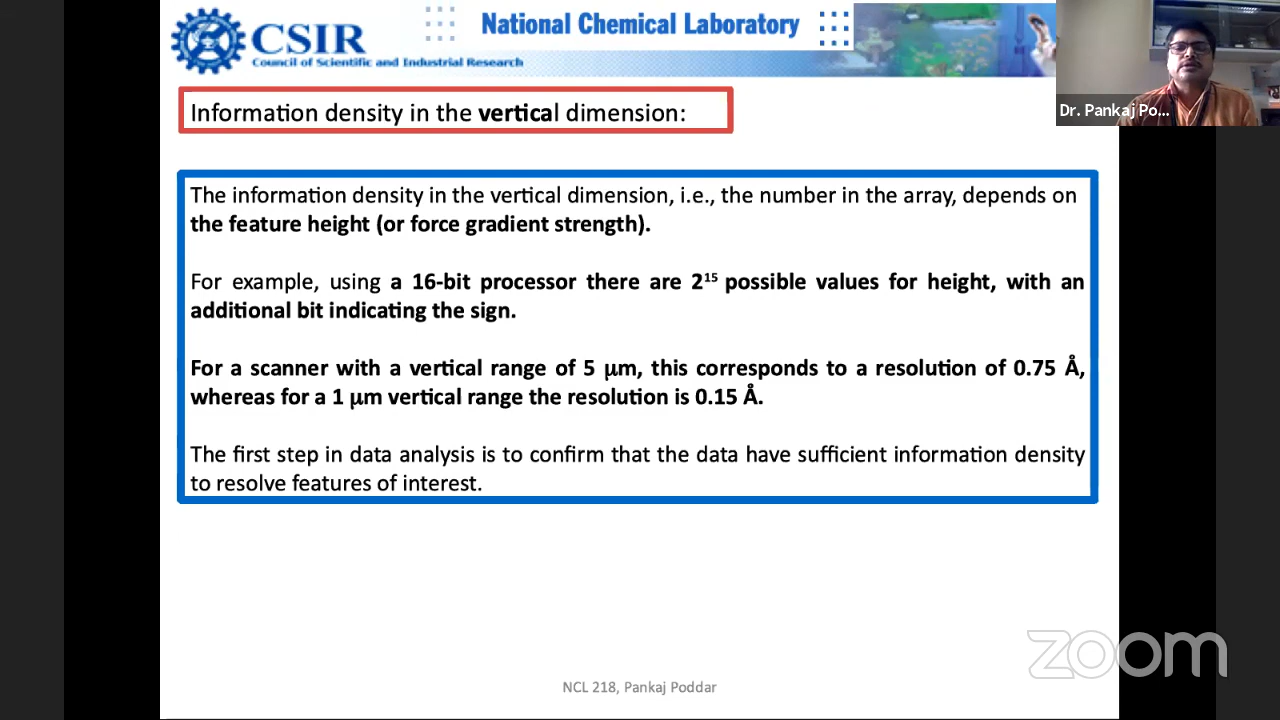 CSIR
Council of Scientific and Industrial Research
National Chemical Laboratory
Dr. Pankaj Po...
Information density in the vertical dimension:
The information density in the vertical dimension, i.e., the number in the array, depends on
the feature height (or force gradient strength).
For example, using a 16-bit processor there are 2¹⁵ possible values for height, with an
additional bit indicating the sign.
For a scanner with a vertical range of 5 μm, this corresponds to a resolution of 0.75 Å,
whereas for a 1 μm vertical range the resolution is 0.15 Å.
The first step in data analysis is to confirm that the data have sufficient information density
to resolve features of interest.
zoom
NCL 218, Pankaj Poddar